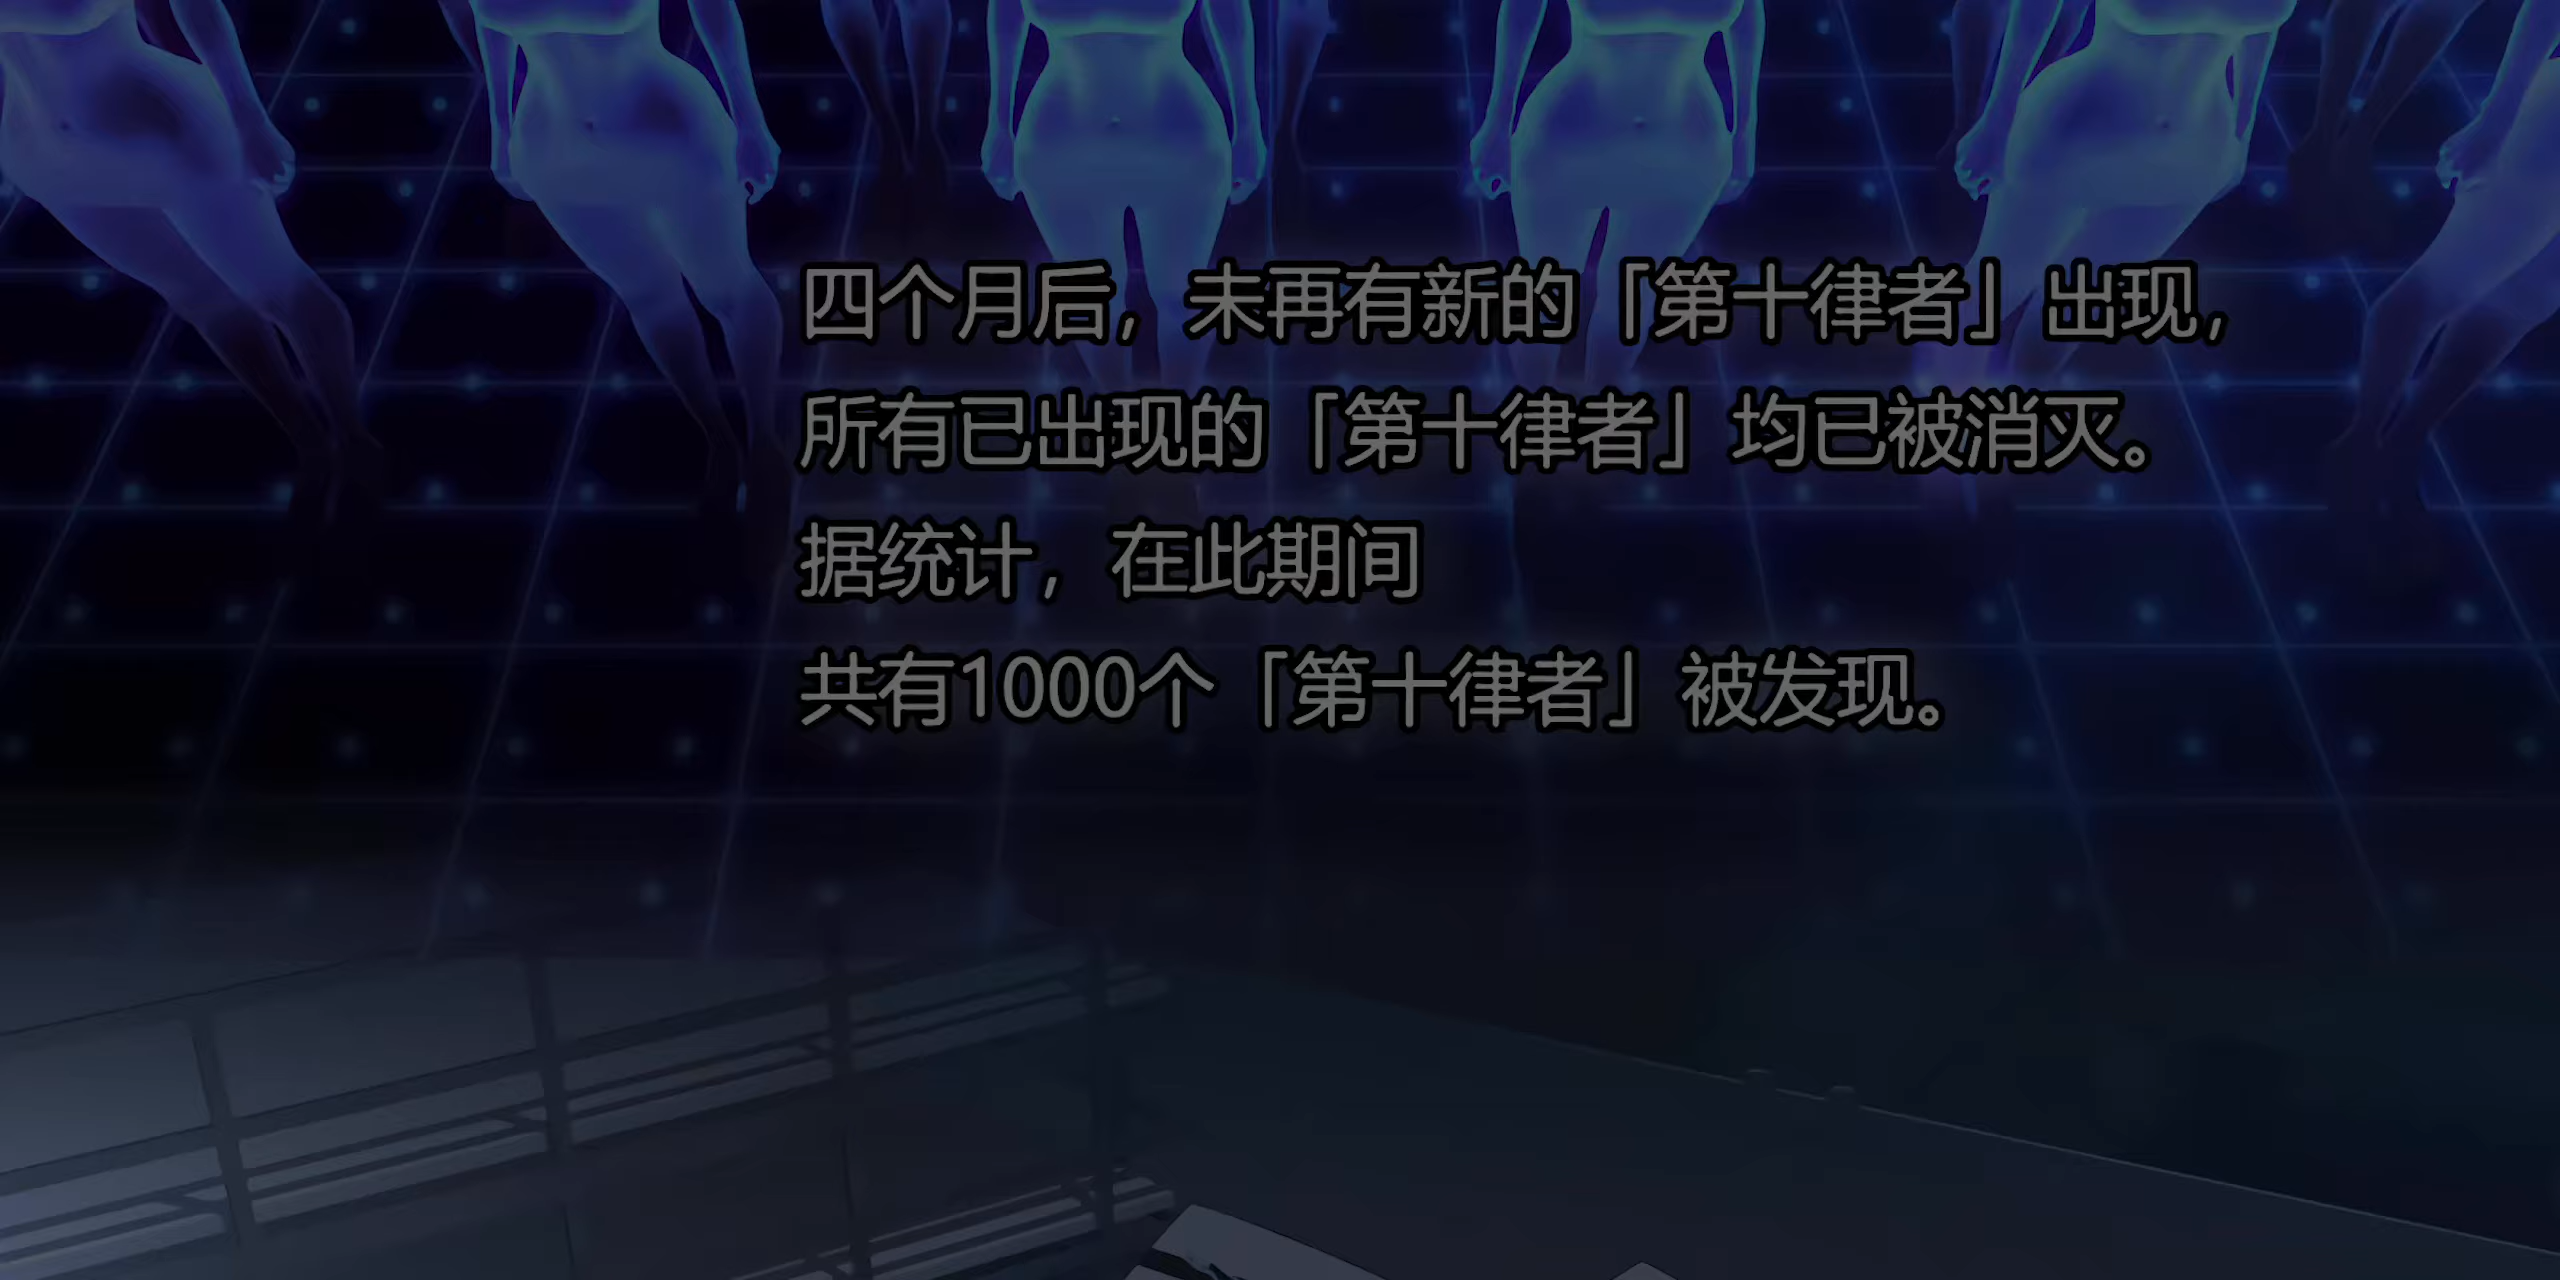 四个月后，未再有新的「第十律者」出现，
所有已出现的「第十律者」均已被消灭。
据统计，在此期间
共有1000个「第十律者」被发现。